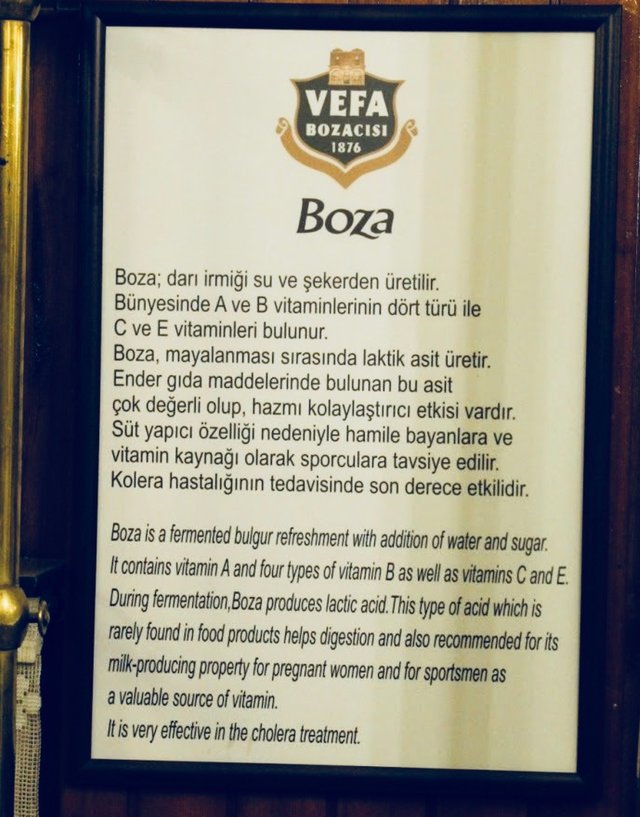 VEFA
BOZACISI
1876
Boza
Boza; darı irmiği su ve şekerden üretilir.
Bünyesinde A ve B vitaminlerinin dört türü ile
C ve E vitaminleri bulunur.
Boza, mayalanması sırasında laktik asit üretir.
Ender gıda maddelerinde bulunan bu asit
çok değerli olup, hazmı kolaylaştırıcı etkisi vardır.
Süt yapıcı özelliği nedeniyle hamile bayanlara ve
vitamin kaynağı olarak sporculara tavsiye edilir.
Kolera hastalığının tedavisinde son derece etkilidir.
Boza is a fermented bulgur refreshment with addition of water and sugar.
It contains vitamin A and four types of vitamin B as well as vitamins C and E.
During fermentation,Boza produces lactic acid.This type of acid which is
rarely found in food products helps digestion and also recommended for its
milk-producing property for pregnant women and for sportsmen as
a valuable source of vitamin.
It is very effective in the cholera treatment.